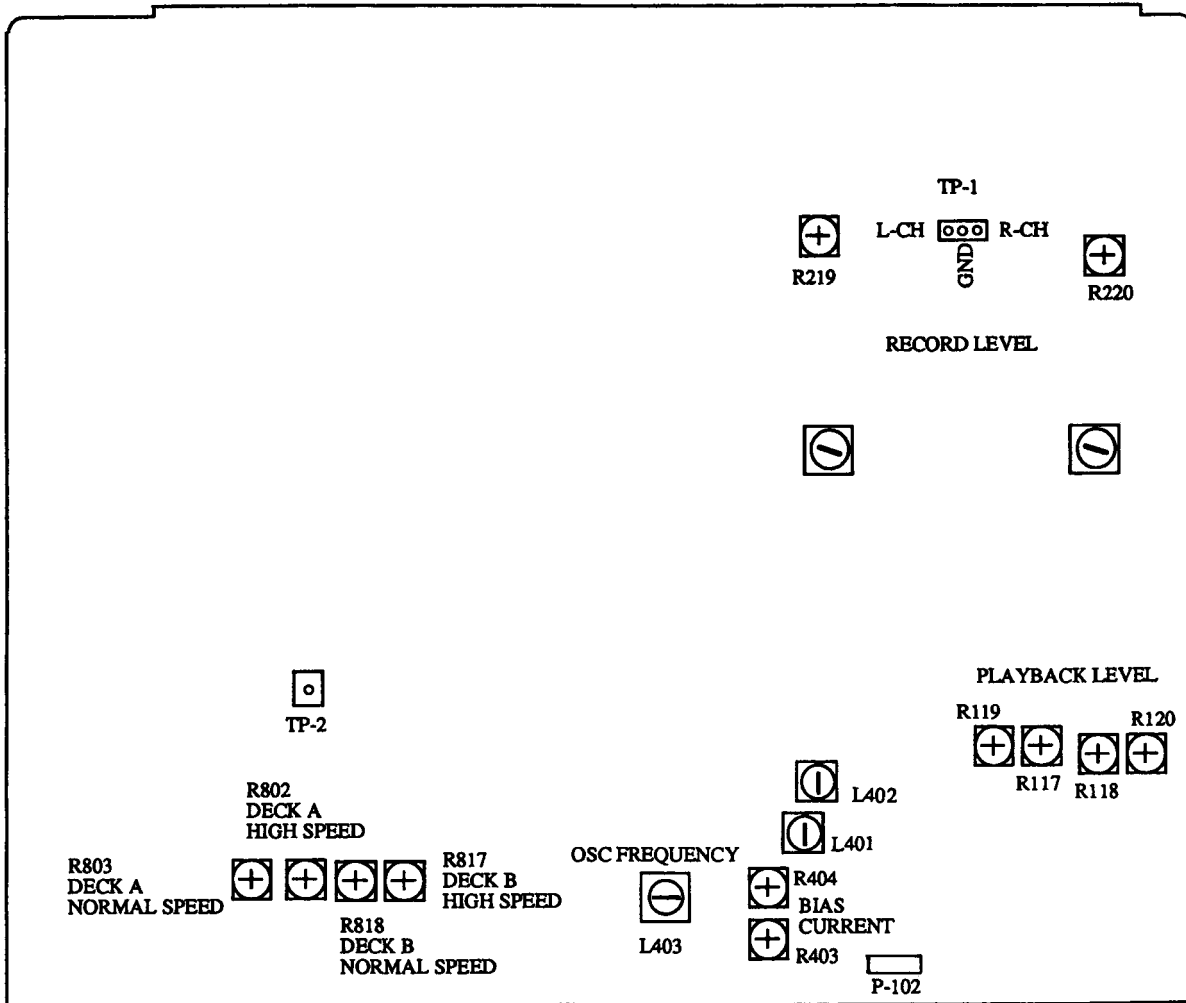 TP-1
L-CH
R-CH
GND
R219
R220
RECORD LEVEL
PLAYBACK LEVEL
R119
R120
R117
R118
TP-2
L402
L401
R802
DECK A
HIGH SPEED
R803
DECK A
NORMAL SPEED
R817
DECK B
HIGH SPEED
R818
DECK B
NORMAL SPEED
OSC FREQUENCY
L403
R404
BIAS
CURRENT
R403
P-102